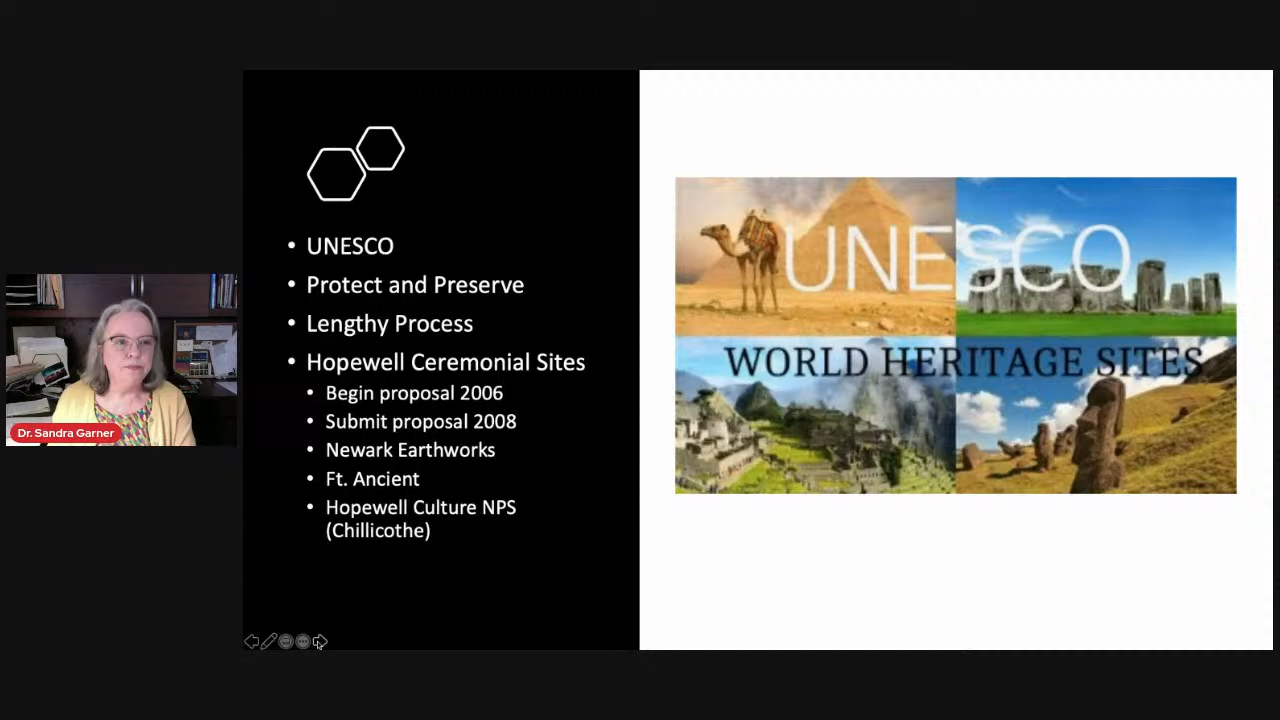 UNESCO
Protect and Preserve
Lengthy Process
Hopewell Ceremonial Sites
Begin proposal 2006
Submit proposal 2008
Newark Earthworks
Ft. Ancient
Hopewell Culture NPS
(Chillicothe)
UNESCO
WORLD HERITAGE SITES
Dr. Sandra Garner